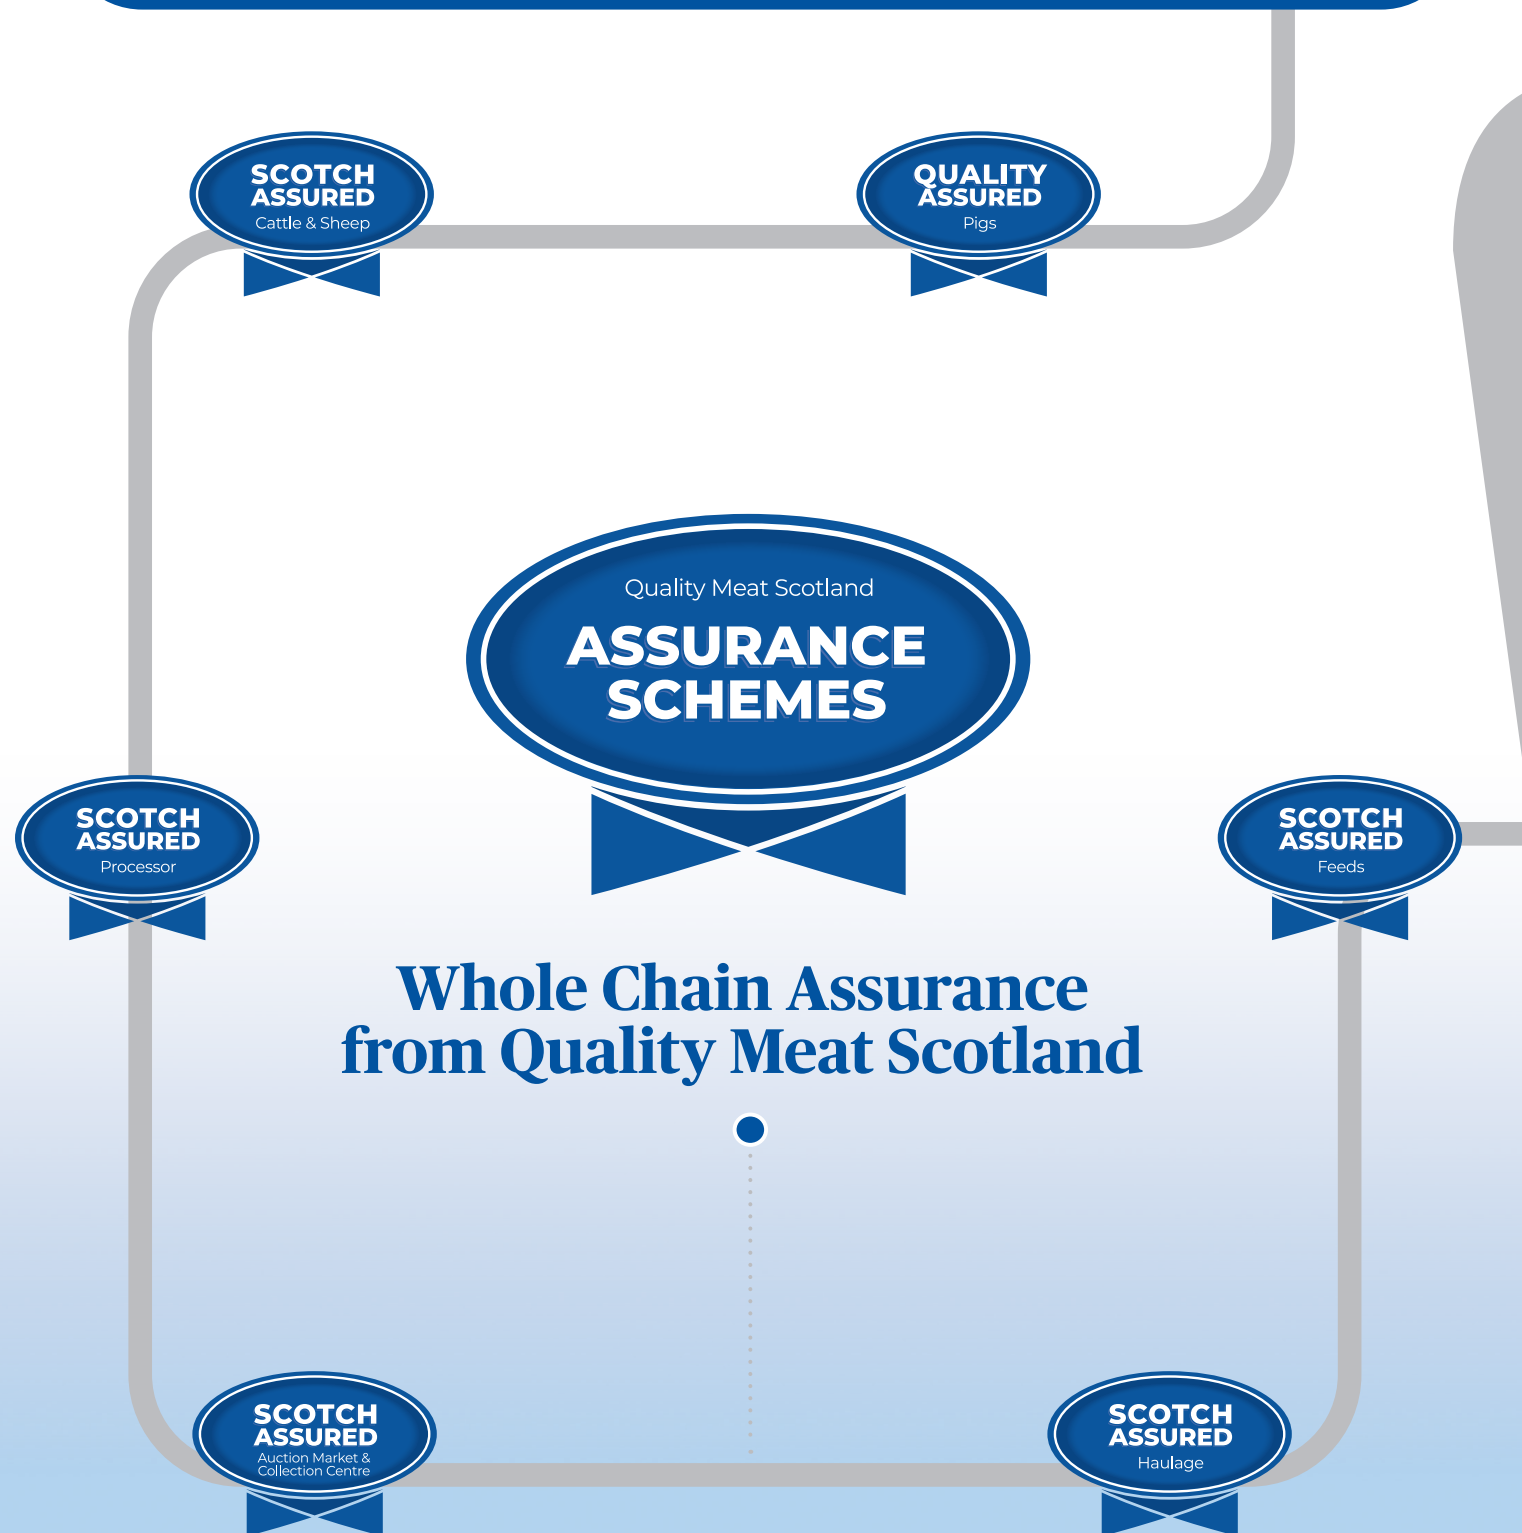 SCOTCH
ASSURED
Cattle & Sheep
QUALITY
ASSURED
Pigs
Quality Meat Scotland
ASSURANCE
SCHEMES
SCOTCH
ASSURED
Processor
SCOTCH
ASSURED
Feeds
Whole Chain Assurance
from Quality Meat Scotland
SCOTCH
ASSURED
Auction Market &
Collection Centre
SCOTCH
ASSURED
Haulage